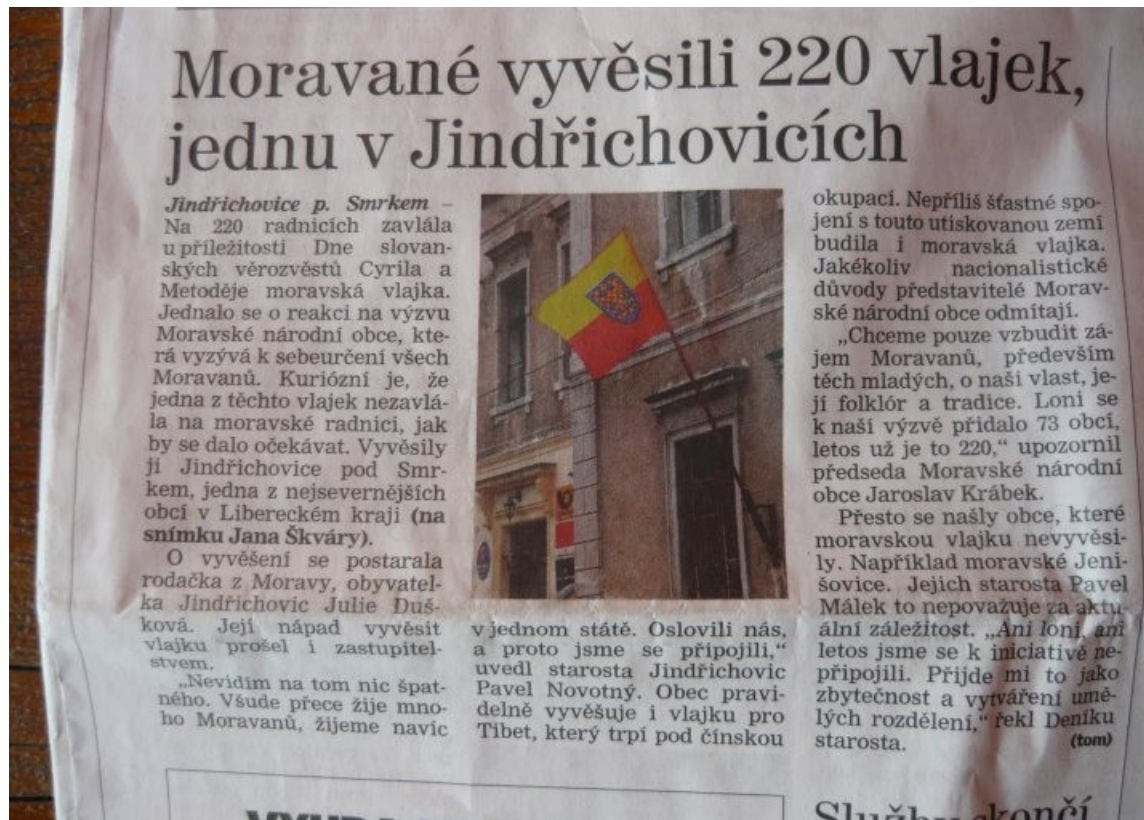 Moravané vyvěsili 220 vlajek,
jednu v Jindřichovicích
Jindřichovice p. Smrkem –
Na 220 radnicích zavlála
u příležitosti Dne slovan-
ských věrozvěstů Cyrila a
Metoděje moravská vlajka.
Jednalo se o reakci na výzvu
Moravské národní obce, kte-
rá vyzývá k sebeurčení všech
Moravanů. Kuriózní je, že
jedna z těchto vlajek nezavlá-
la na moravské radnici, jak
by se dalo očekávat. Vyvěsily
ji Jindřichovice pod Smr-
kem, jedna z nejsevernějších
obcí v Libereckém kraji (na
snímku Jana Škváry).
O vyvěšení se postarala
rodačka z Moravy, obyvatel-
ka Jindřichovic Julie Duš-
ková. Její nápad vyvěsit
vlajku prošel i zastupitel-
stvem.
„Nevidím na tom nic špat-
ného. Všude přece žije mno-
ho Moravanů, žijeme navíc
v jednom státě. Oslovili nás,
a proto jsme se připojili,“
uvedl starosta Jindřichovic
Pavel Novotný. Obec pravi-
delně vyvěšuje i vlajku pro
Tibet, který trpí pod čínskou
okupací. Nepříliš šťastné spo-
jení s touto utiskovanou zemí
budila i moravská vlajka.
Jakékoliv nacionalistické
důvody představitelé Morav-
ské národní obce odmítají.
„Chceme pouze vzbudit zá-
jem Moravanů, především
těch mladých, o naši vlast, je-
jí folklór a tradice. Loni se
k naší výzvě přidalo 73 obcí,
letos už je to 220,“ upozornil
předseda Moravské národní
obce Jaroslav Krábek.
Přesto se našly obce, které
moravskou vlajku nevyvěsi-
ly. Například moravské Jeni-
šovice. Jejich starosta Pavel
Málek to nepovažuje za aktu-
ální záležitost. „Ani loni, ani
letos jsme se k iniciativě ne-
připojili. Přijde mi to jako
zbytečnost a vytváření umě-
lých rozdělení,“ řekl Deníku
starosta. (tom)
Služby skončí